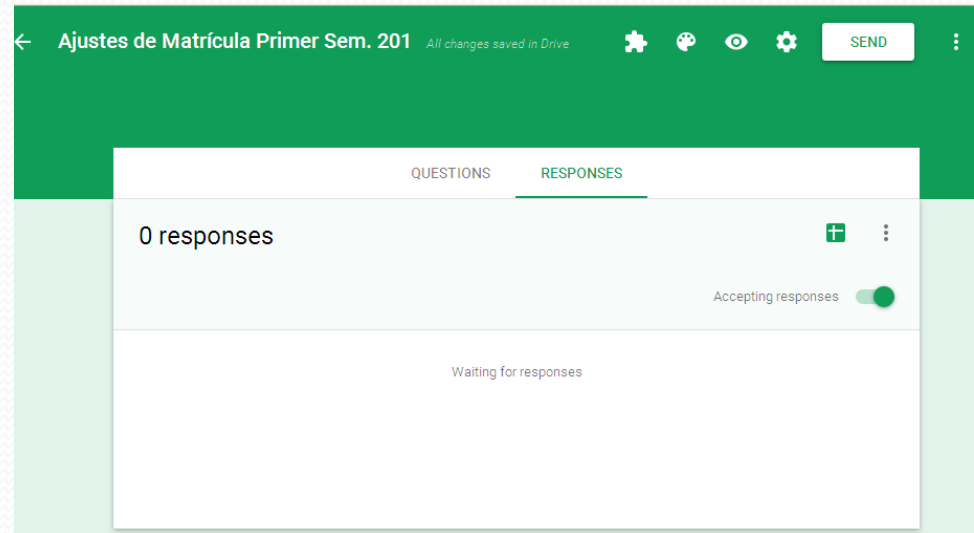 Ajustes de Matrícula Primer Sem. 201 All changes saved in Drive SEND
QUESTIONS RESPONSES
0 responses
Accepting responses
Waiting for responses